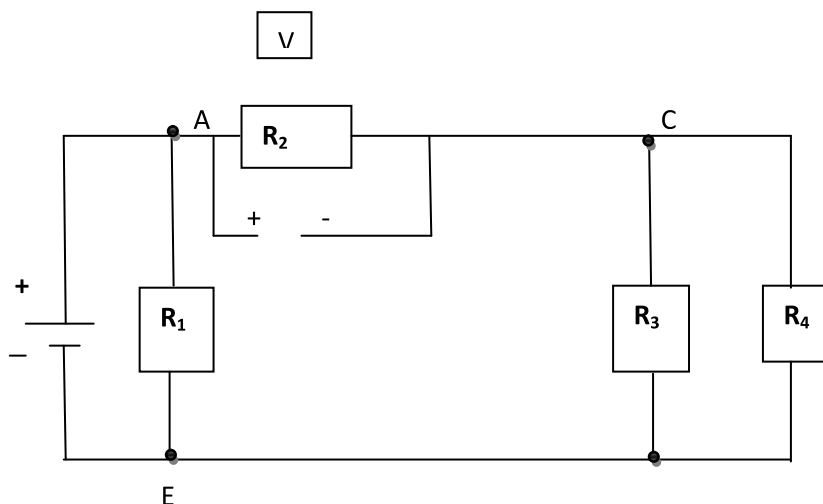 V
A
C
R₂
+ -
+
R₁
R₃
R₄
–
E